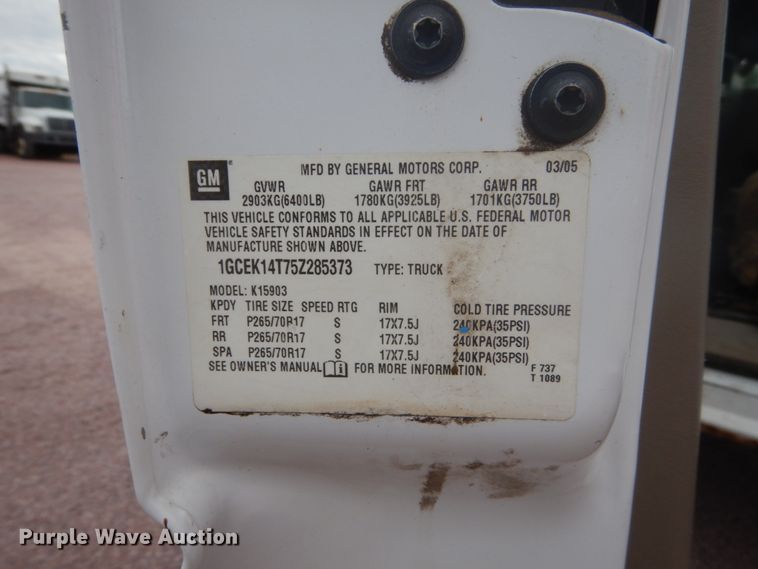 GM
MFD BY GENERAL MOTORS CORP. 03/05
GVWR GAWR FRT GAWR RR
2903KG(6400LB) 1780KG(3925LB) 1701KG(3750LB)
THIS VEHICLE CONFORMS TO ALL APPLICABLE U.S. FEDERAL MOTOR
VEHICLE SAFETY STANDARDS IN EFFECT ON THE DATE OF
MANUFACTURE SHOWN ABOVE.
1GCEK14T75Z285373 TYPE: TRUCK
MODEL: K15903
KPDY TIRE SIZE SPEED RTG RIM COLD TIRE PRESSURE
FRT P265/70R17 S 17X7.5J 240KPA(35PSI)
RR P265/70R17 S 17X7.5J 240KPA(35PSI)
SPA P265/70R17 S 17X7.5J 240KPA(35PSI)
SEE OWNER'S MANUAL FOR MORE INFORMATION.
F 737
T 1089
Purple Wave Auction